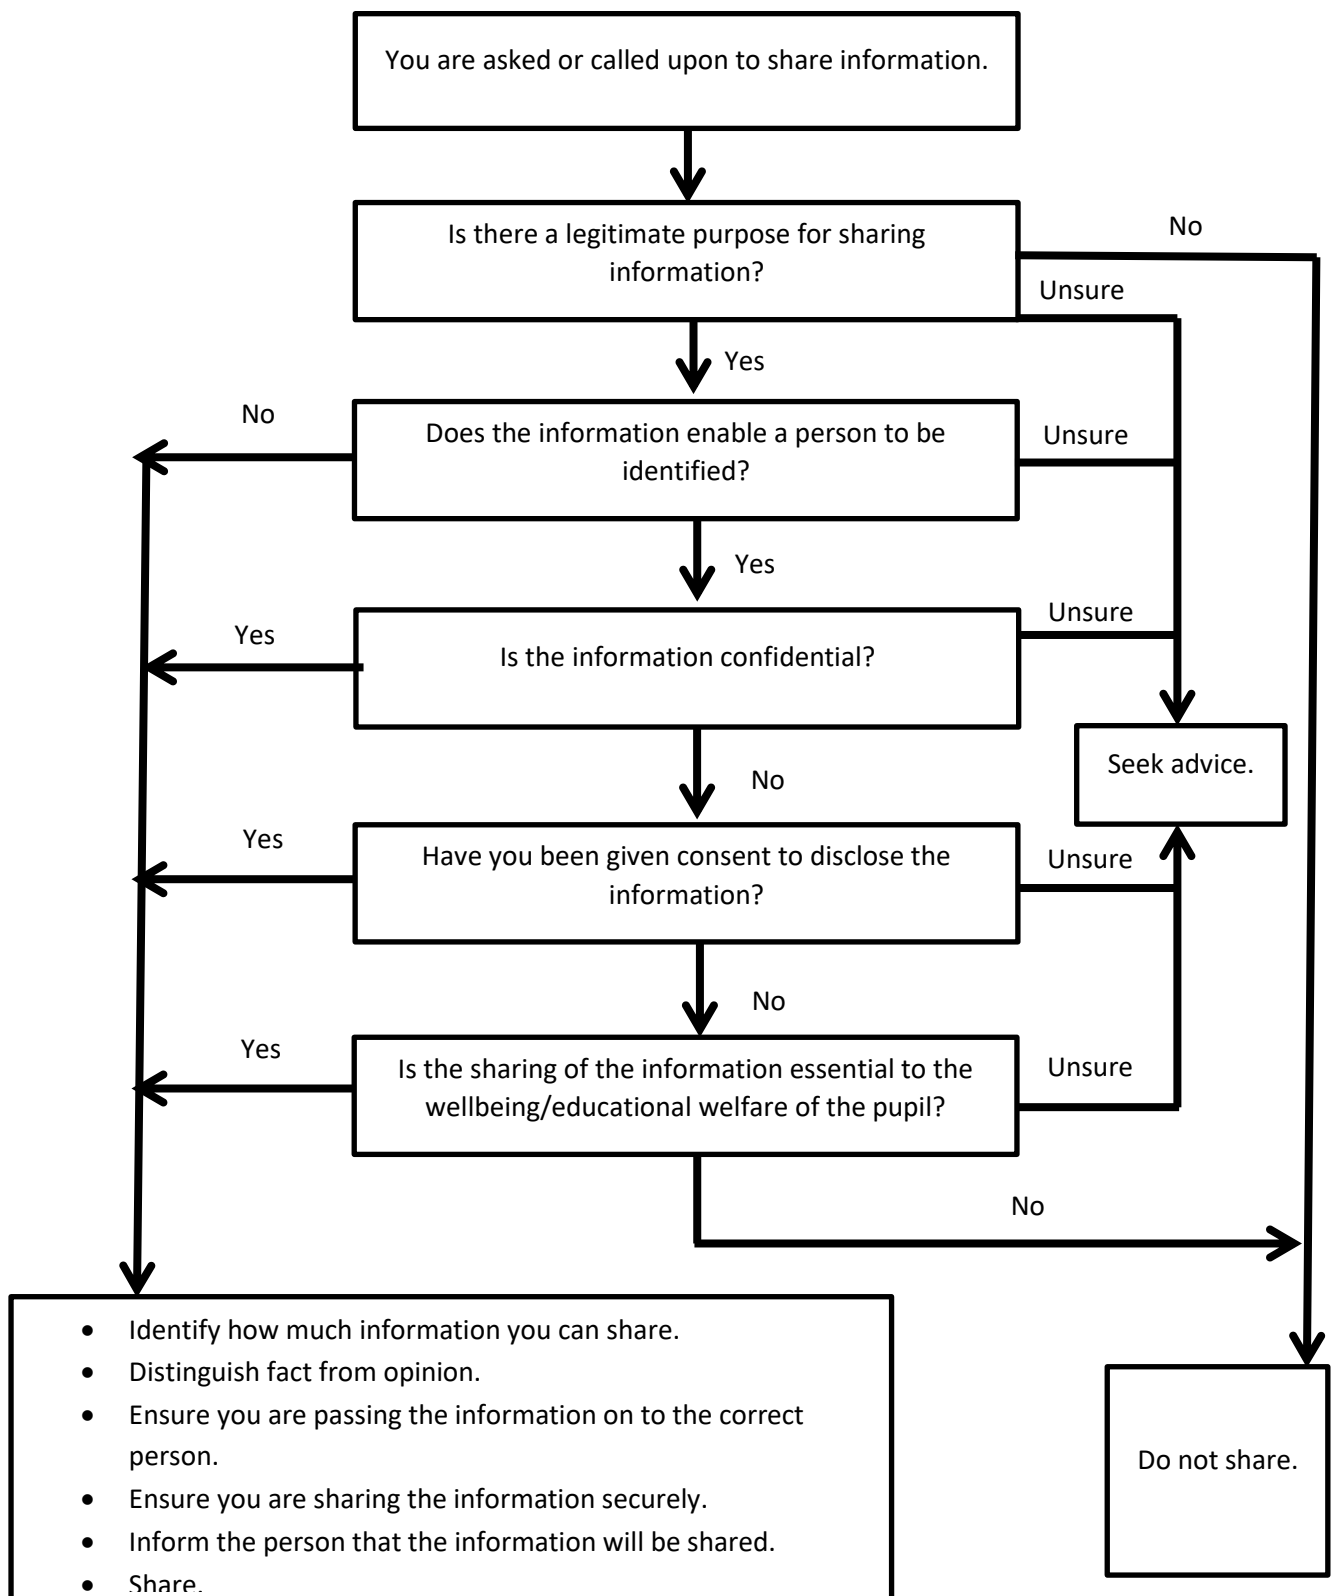 You are asked or called upon to share information.
Is there a legitimate purpose for sharing
information?
No
Unsure
Yes
No
Does the information enable a person to be
identified?
Unsure
Yes
Yes
Is the information confidential?
Unsure
No
Seek advice.
Yes
Have you been given consent to disclose the
information?
Unsure
No
Yes
Is the sharing of the information essential to the
wellbeing/educational welfare of the pupil?
Unsure
No
• Identify how much information you can share.
• Distinguish fact from opinion.
• Ensure you are passing the information on to the correct
person.
• Ensure you are sharing the information securely.
• Inform the person that the information will be shared.
• Share.
Do not share.